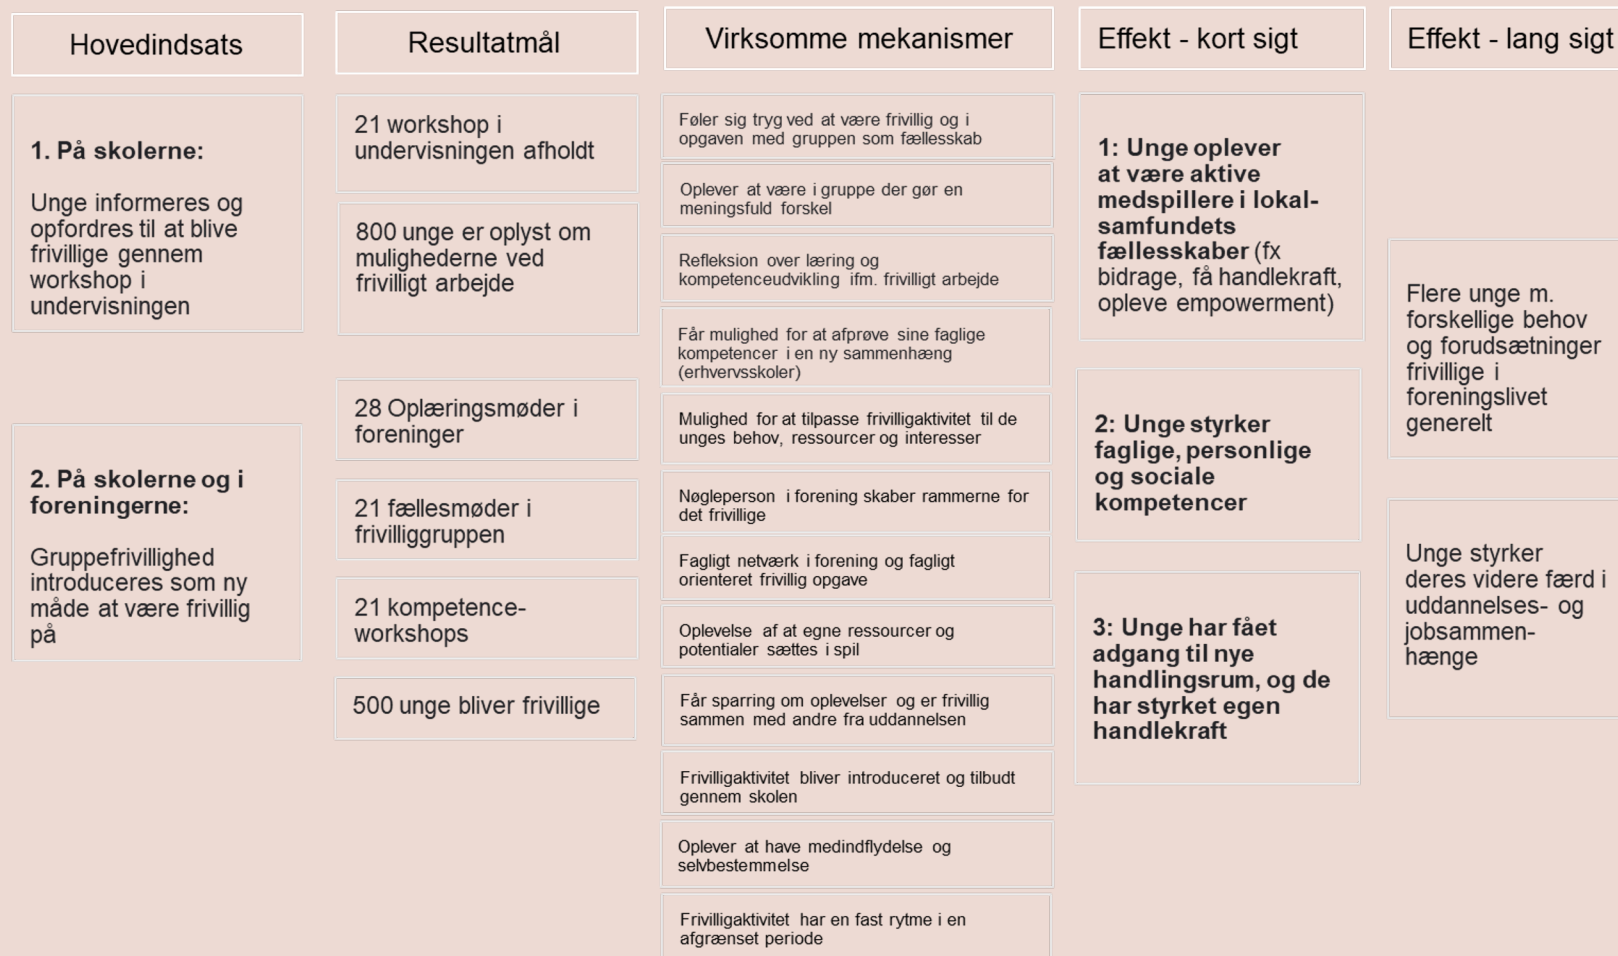 Hovedindsats
1. På skolerne:
Unge informeres og
opfordres til at blive
frivillige gennem
workshop i
undervisningen
2. På skolerne og i
foreningerne:
Gruppefrivillighed
introduceres som ny
måde at være frivillig
på
Resultatmål
21 workshop i
undervisningen afholdt
800 unge er oplyst om
mulighederne ved
frivilligt arbejde
28 Oplæringsmøder i
foreninger
21 fællesmøder i
frivilliggruppen
21 kompetence-
workshops
500 unge bliver frivillige
Virksomme mekanismer
Føler sig tryg ved at være frivillig og i
opgaven med gruppen som fællesskab
Oplever at være i gruppe der gør en
meningsfuld forskel
Refleksion over læring og
kompetenceudvikling ifm. frivilligt arbejde
Får mulighed for at afprøve sine faglige
kompetencer i en ny sammenhæng
(erhvervsskoler)
Mulighed for at tilpasse frivilligaktivitet til de
unges behov, ressourcer og interesser
Nøgleperson i forening skaber rammerne for
det frivillige
Fagligt netværk i forening og fagligt
orienteret frivillig opgave
Oplevelse af at egne ressourcer og
potentialer sættes i spil
Får sparring om oplevelser og er frivillig
sammen med andre fra uddannelsen
Frivilligaktivitet bliver introduceret og tilbudt
gennem skolen
Oplever at have medindflydelse og
selvbestemmelse
Frivilligaktivitet har en fast rytme i en
afgrænset periode
Effekt - kort sigt
1: Unge oplever
at være aktive
medspillere i lokal-
samfundets
fællesskaber (fx
bidrage, få handlekraft,
opleve empowerment)
2: Unge styrker
faglige, personlige
og sociale
kompetencer
3: Unge har fået
adgang til nye
handlingsrum, og de
har styrket egen
handlekraft
Effekt - lang sigt
Flere unge m.
forskellige behov
og forudsætninger
frivillige i
foreningslivet
generelt
Unge styrker
deres videre færd i
uddannelses- og
jobsammen-
hænge